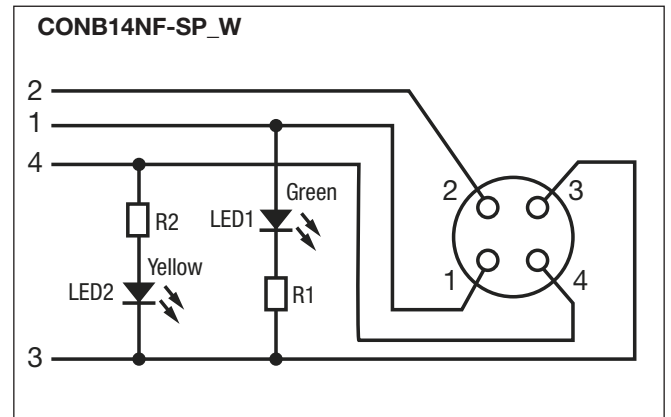 CONB14NF-SP_W
2
1
4
Green
LED1
R2
Yellow
LED2
R1
3
2
3
1
4